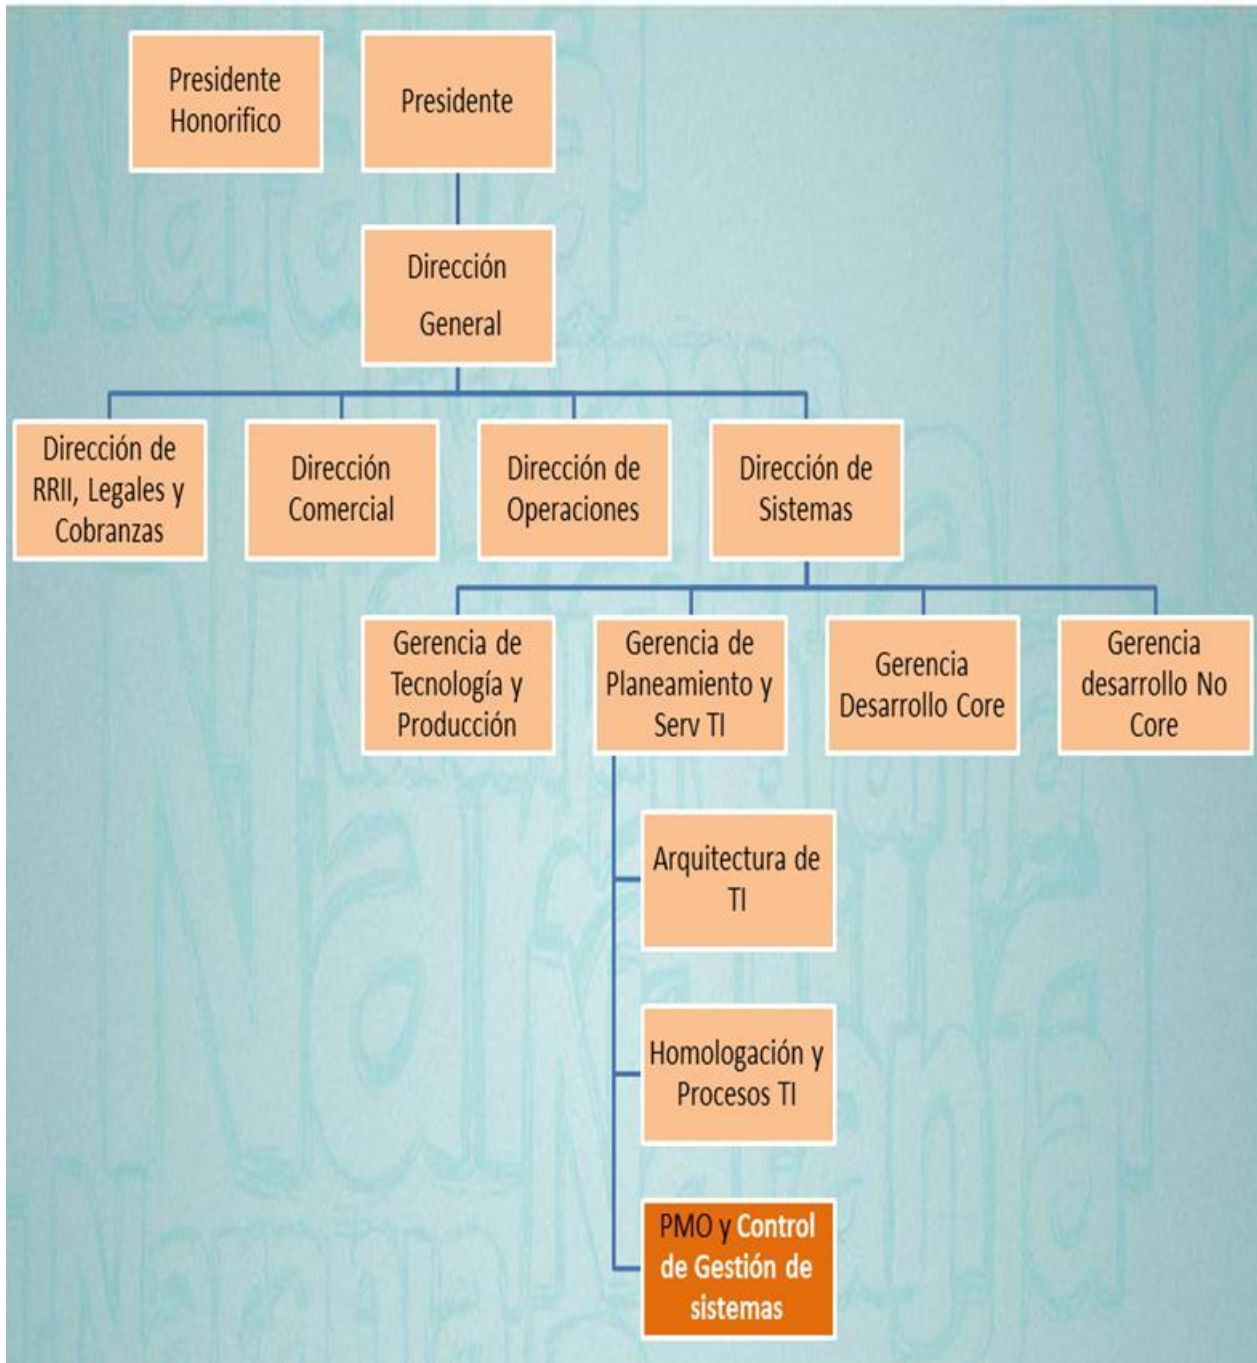 Presidente
Honorifico
Presidente
Dirección
General
Dirección de
RRII, Legales y
Cobranzas
Dirección
Comercial
Dirección de
Operaciones
Dirección de
Sistemas
Gerencia de
Tecnología y
Producción
Gerencia de
Planeamiento y
Serv TI
Gerencia
Desarrollo Core
Gerencia
desarrollo No
Core
Arquitectura de
TI
Homologación y
Procesos TI
PMO y Control
de Gestión de
sistemas